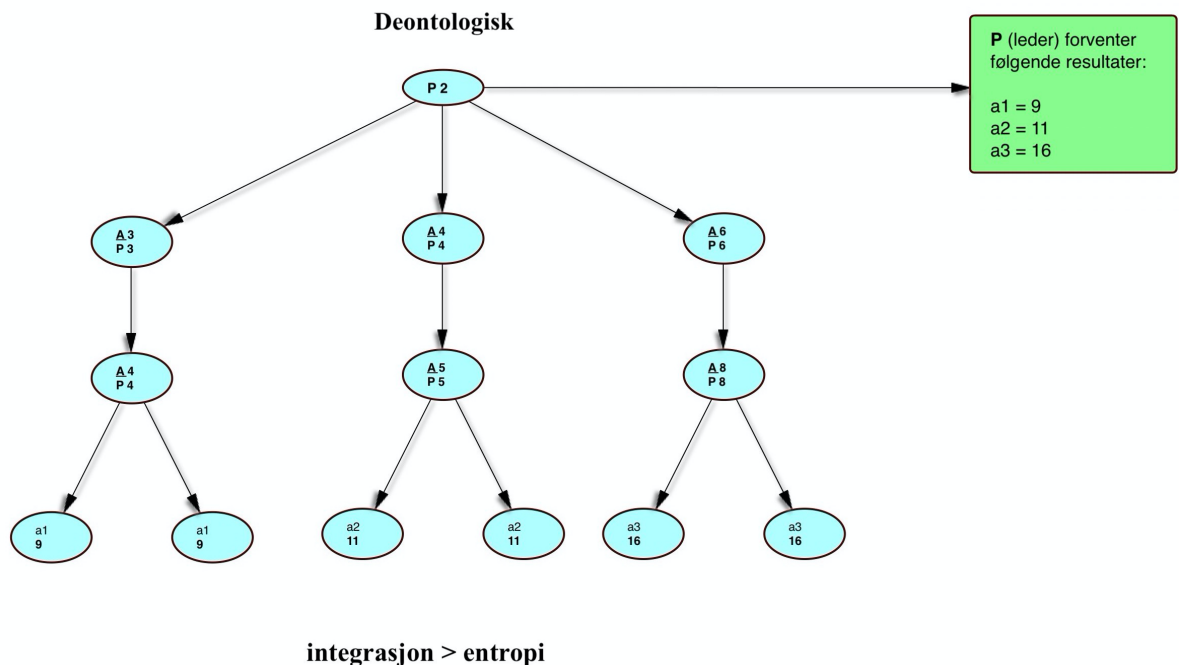 Deontologisk
P 2
P (leder) forventer
følgende resultater:
a1 = 9
a2 = 11
a3 = 16
A 3
P 3
A 4
P 4
A 6
P 6
A 4
P 4
A 5
P 5
A 8
P 8
a1
9
a1
9
a2
11
a2
11
a3
16
a3
16
integrasjon > entropi